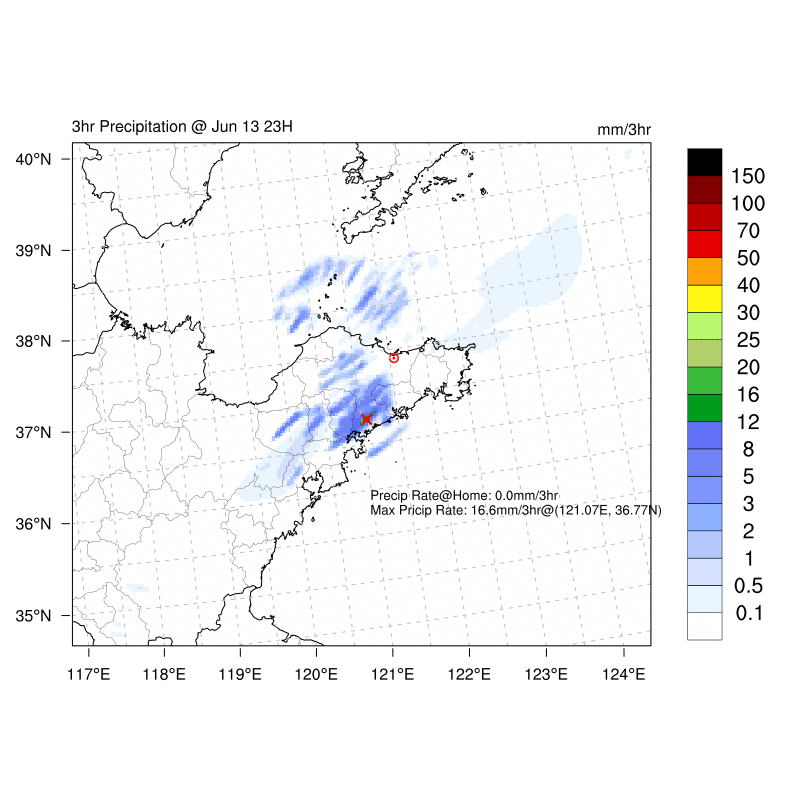 3hr Precipitation @ Jun 13 23H
mm/3hr
40°N
39°N
38°N
37°N
36°N
35°N
117°E
118°E
119°E
120°E
121°E
122°E
123°E
124°E
Precip Rate@Home: 0.0mm/3hr
Max Pricip Rate: 16.6mm/3hr@(121.07E, 36.77N)
150
100
70
50
40
30
25
20
16
12
8
5
3
2
1
0.5
0.1